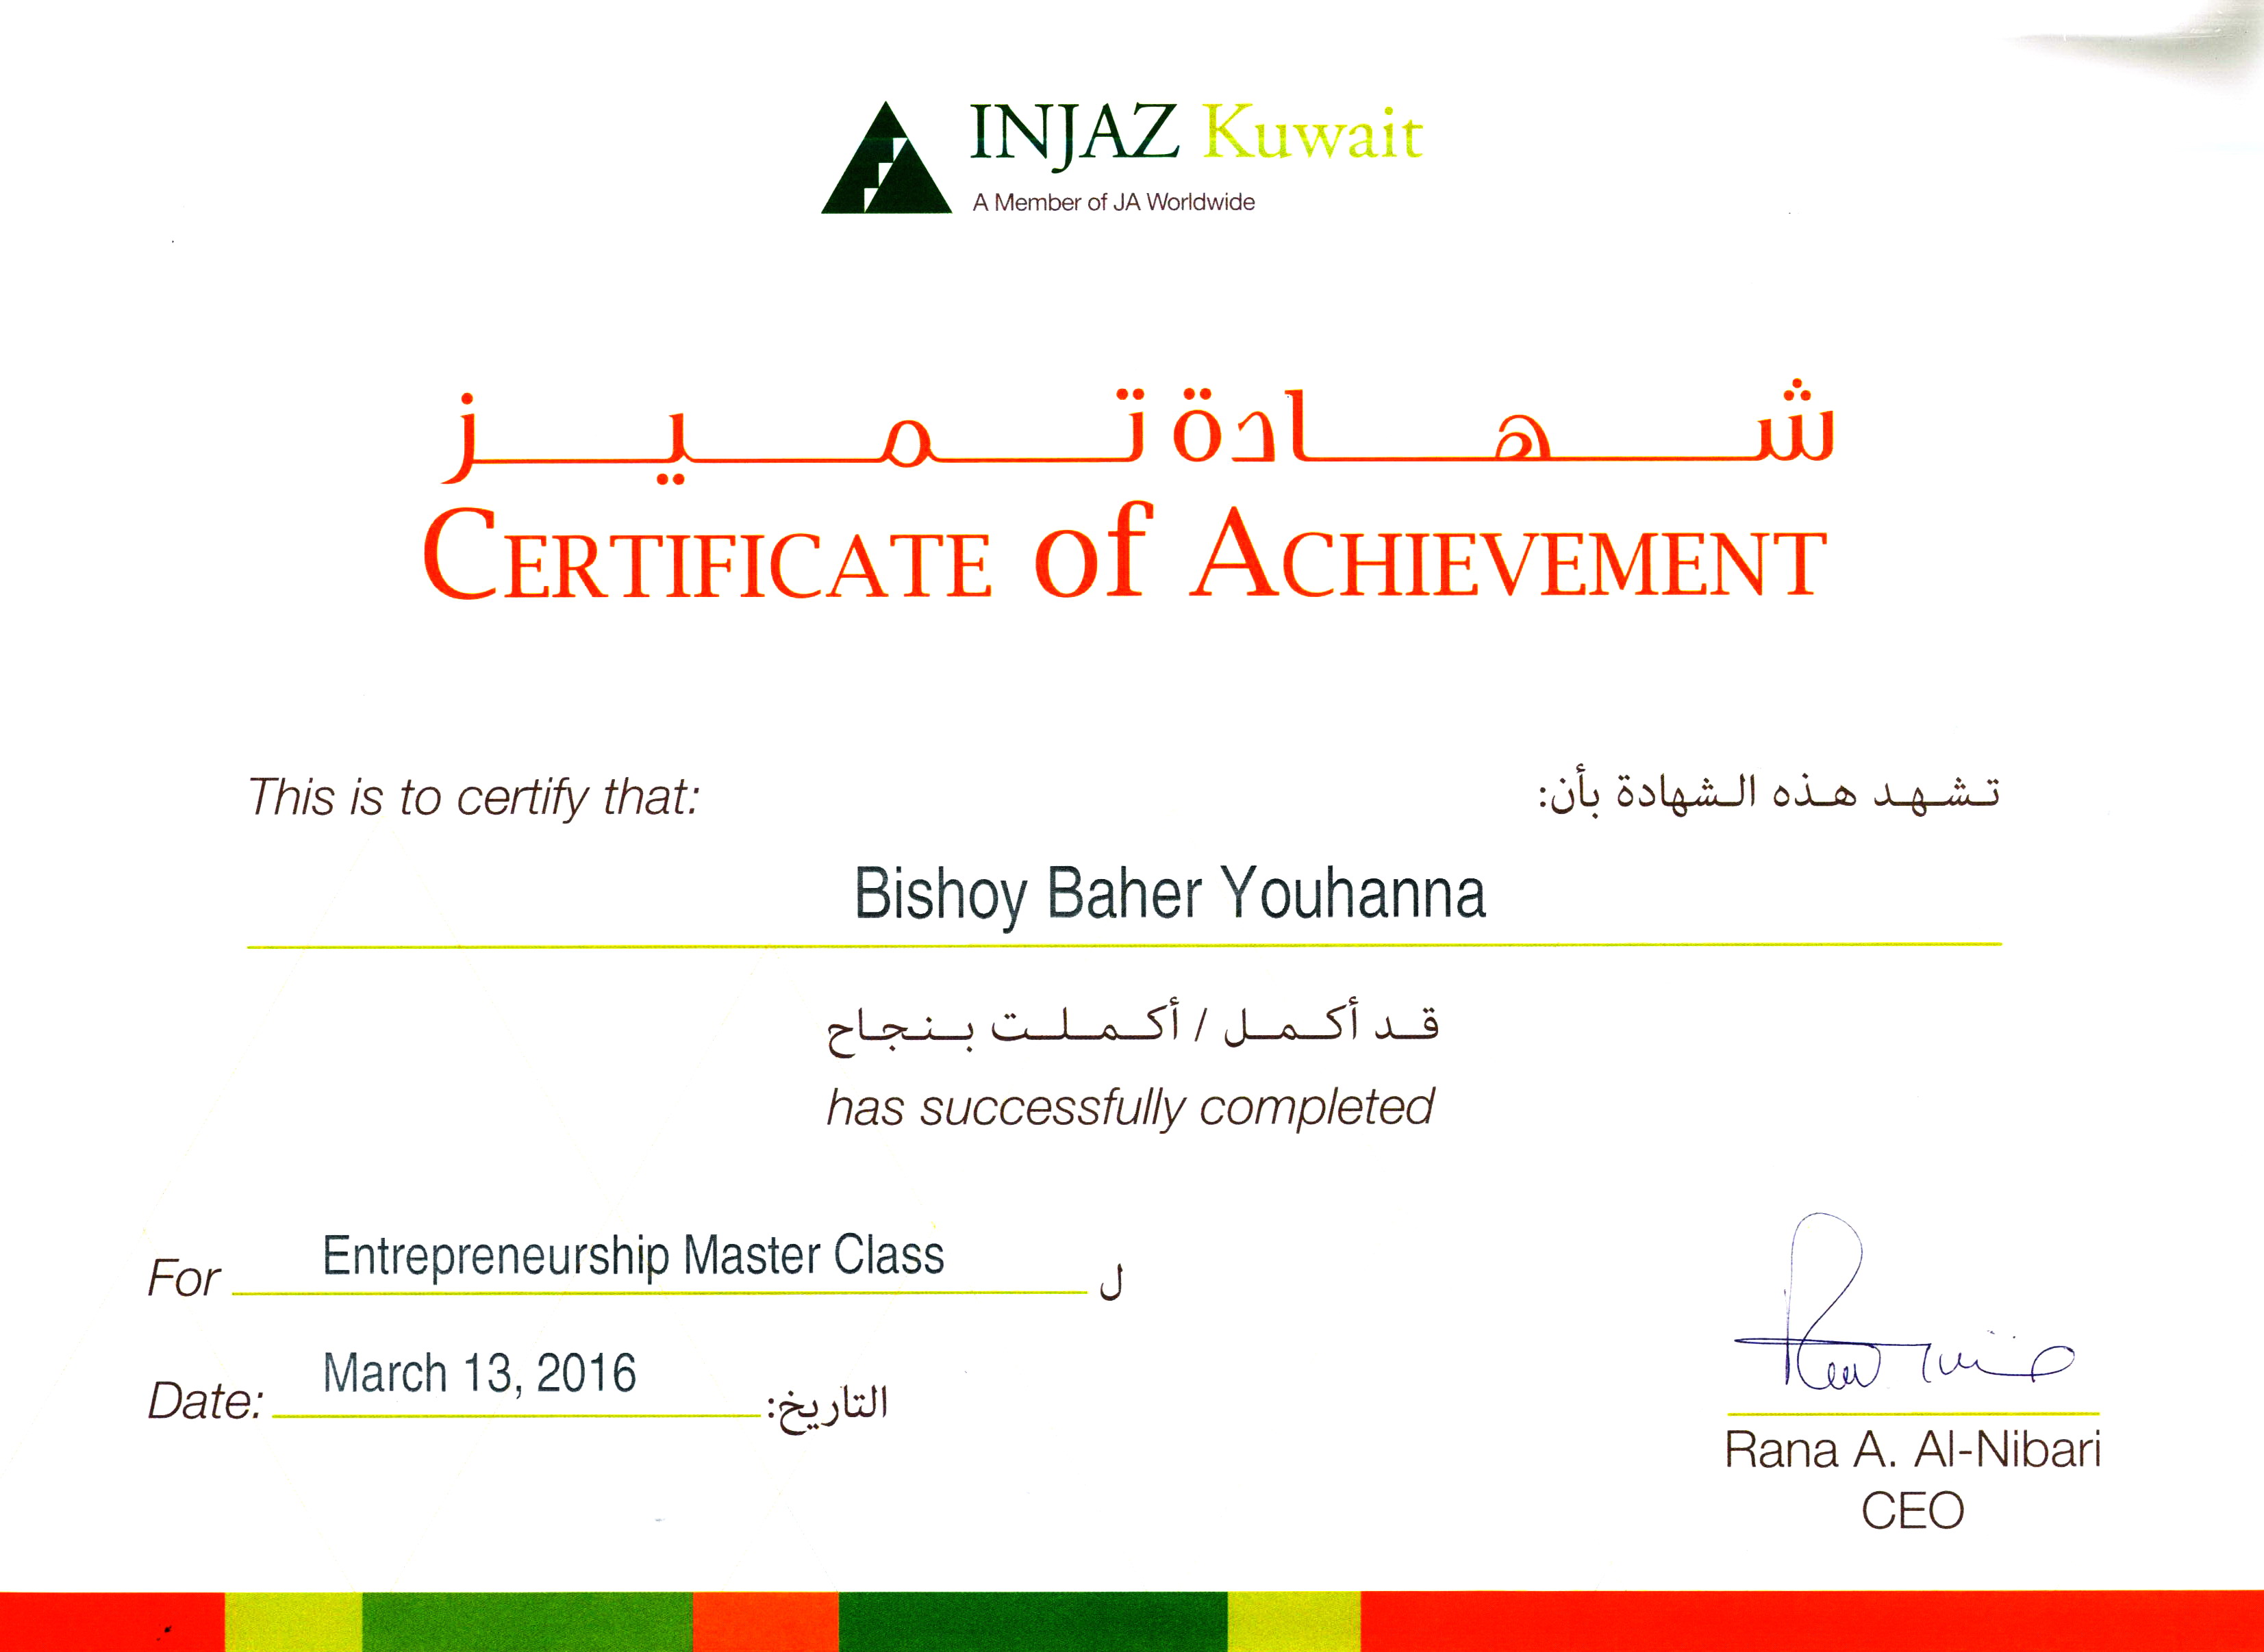 INJAZ Kuwait
A Member of JA Worldwide
شهادة تميز
CERTIFICATE of ACHIEVEMENT
This is to certify that:
تشهد هذه الشهادة بأن:
Bishoy Baher Youhanna
قد أكمل / أكملت بنجاح
has successfully completed
For Entrepreneurship Master Class ل
Date: March 13, 2016 التاريخ:
Rana A. Al-Nibari
CEO